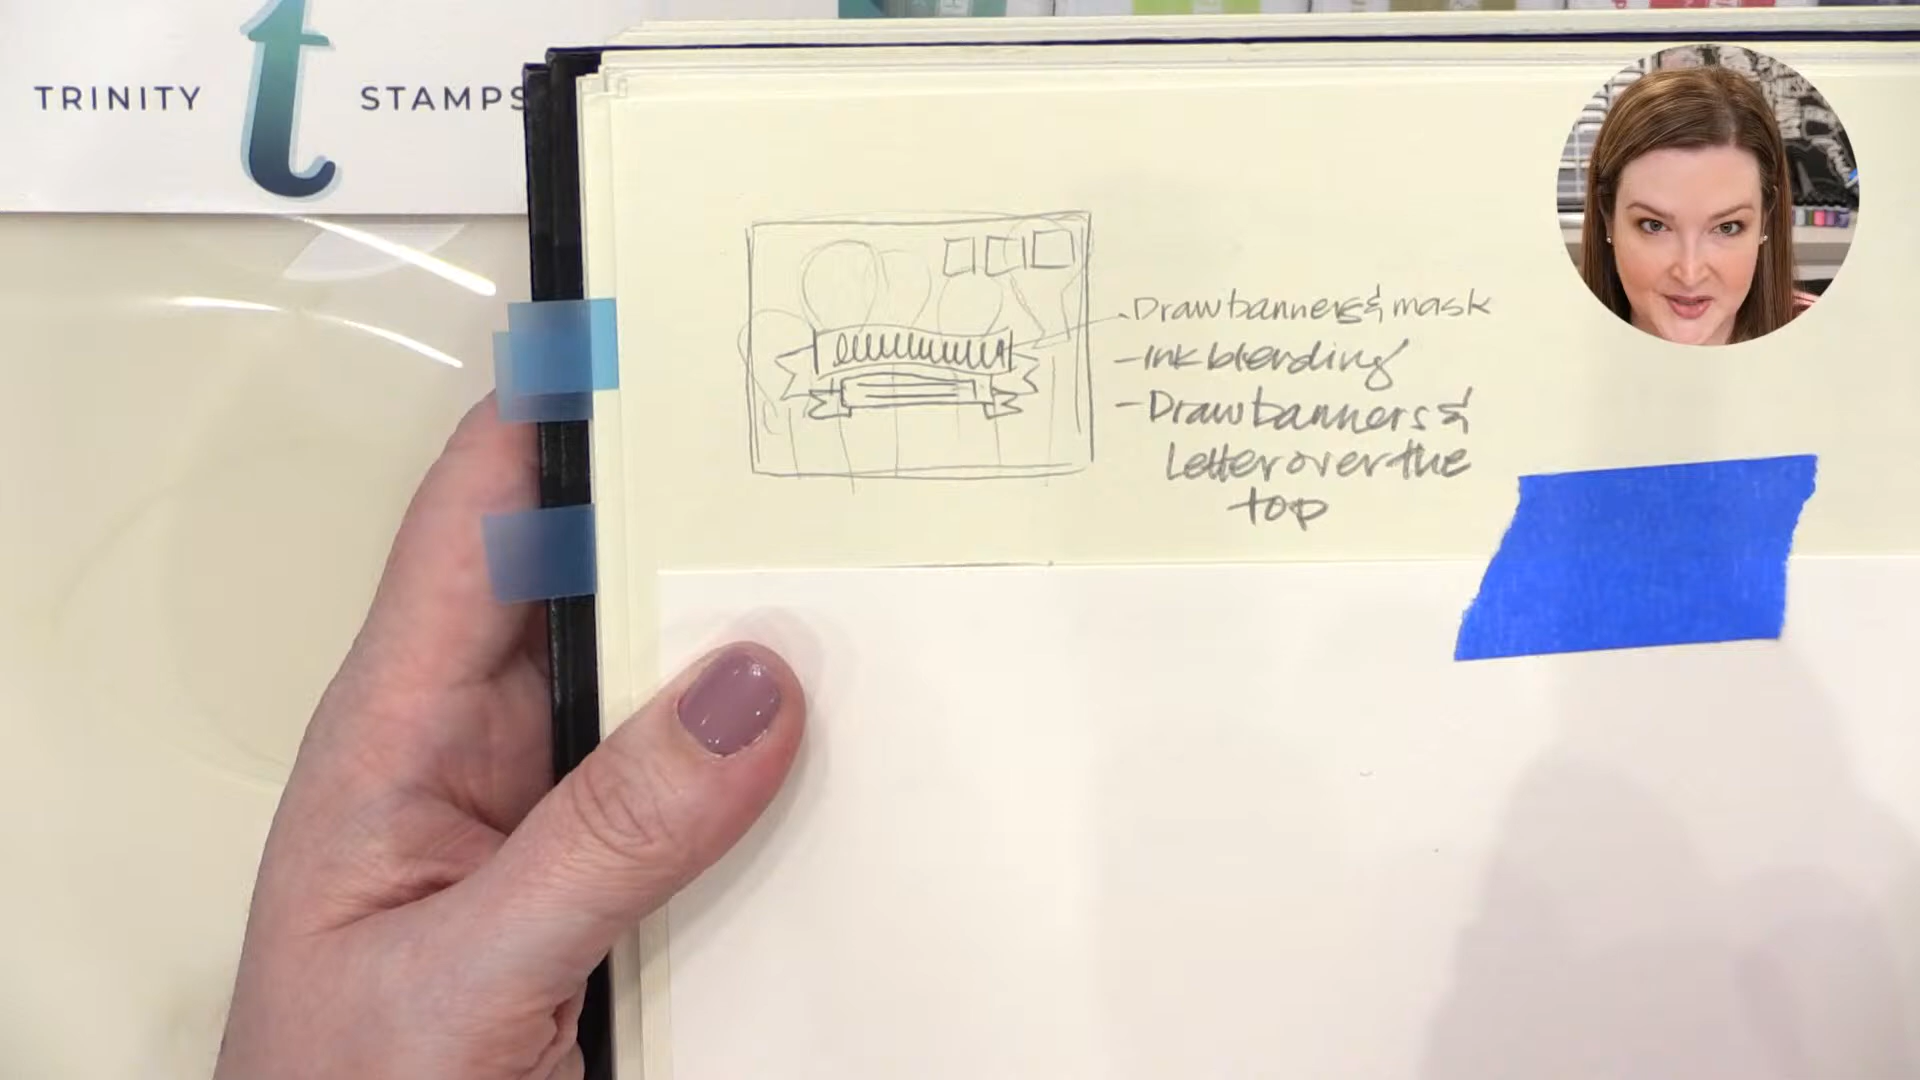 TRINITY t STAMPS
- Draw banners & mask
- Ink blending
- Draw banners &
Letter over the
top